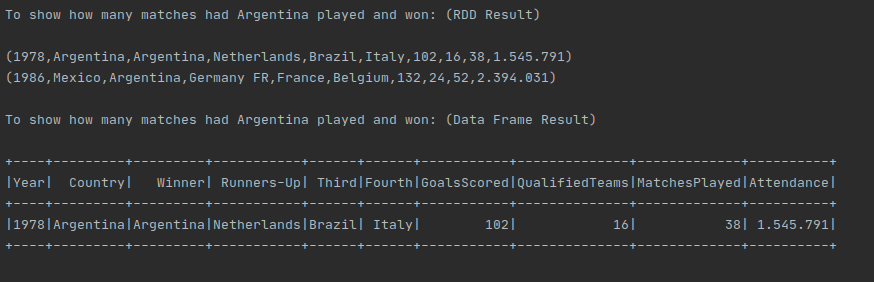 To show how many matches had Argentina played and won: (RDD Result)
(1978,Argentina,Argentina,Netherlands,Brazil,Italy,102,16,38,1.545.791)
(1986,Mexico,Argentina,Germany FR,France,Belgium,132,24,52,2.394.031)
To show how many matches had Argentina played and won: (Data Frame Result)
+----+---------+---------+-----------+------+------+-----------+--------------+-------------+----------+
|Year|  Country|   Winner| Runners-Up| Third|Fourth|GoalsScored|QualifiedTeams|MatchesPlayed|Attendance|
+----+---------+---------+-----------+------+------+-----------+--------------+-------------+----------+
|1978|Argentina|Argentina|Netherlands|Brazil| Italy|        102|            16|           38| 1.545.791|
+----+---------+---------+-----------+------+------+-----------+--------------+-------------+----------+